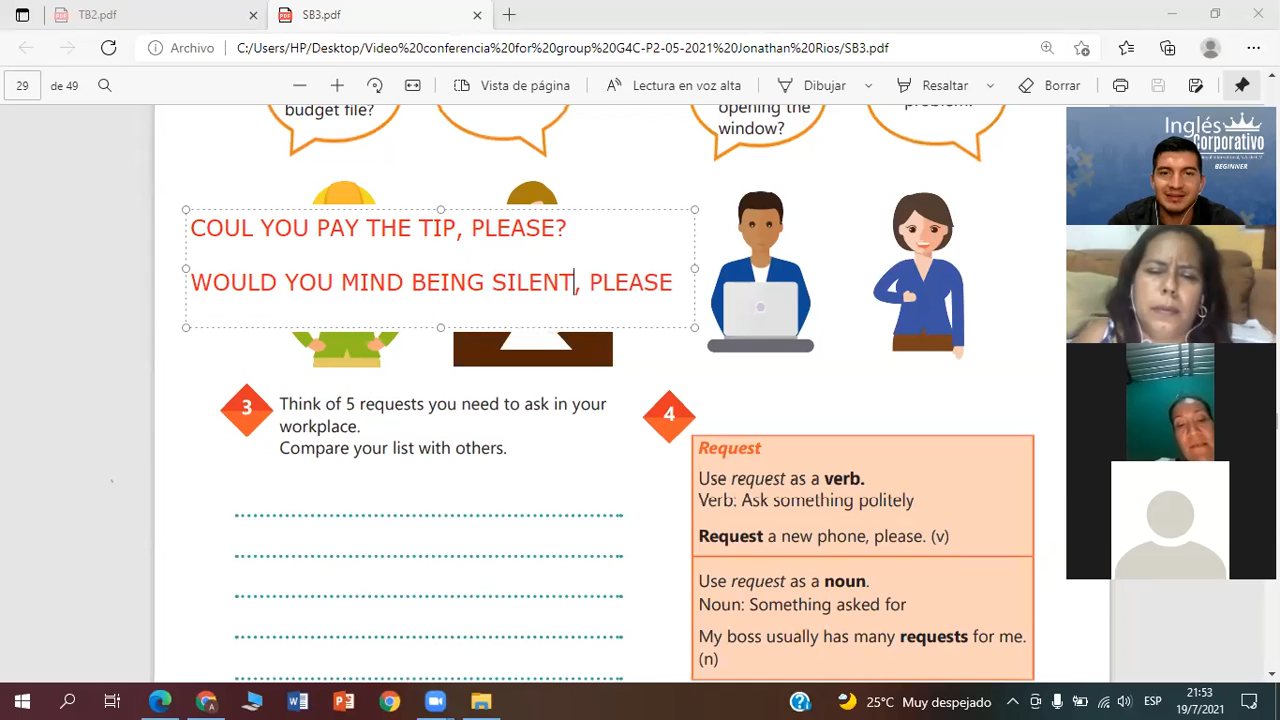 TB2.pdf
SB3.pdf
Archivo
C:/Users/HP/Desktop/Video%20conferencia%20for%20group%20G4C-P2-05-2021%20Jonathan%20Rios/SB3.pdf
29 de 49
Vista de página
Lectura en voz alta
Dibujar
Resaltar
Borrar
budget file?
opening the
window?
problem?
Inglés
Corporativo
BEGINNER
COUL YOU PAY THE TIP, PLEASE?
WOULD YOU MIND BEING SILENT, PLEASE
3
Think of 5 requests you need to ask in your
workplace.
Compare your list with others.
4
Request
Use request as a verb.
Verb: Ask something politely
Request a new phone, please. (v)
Use request as a noun.
Noun: Something asked for
My boss usually has many requests for me.
(n)
25°C Muy despejado
ESP
21:53
19/7/2021